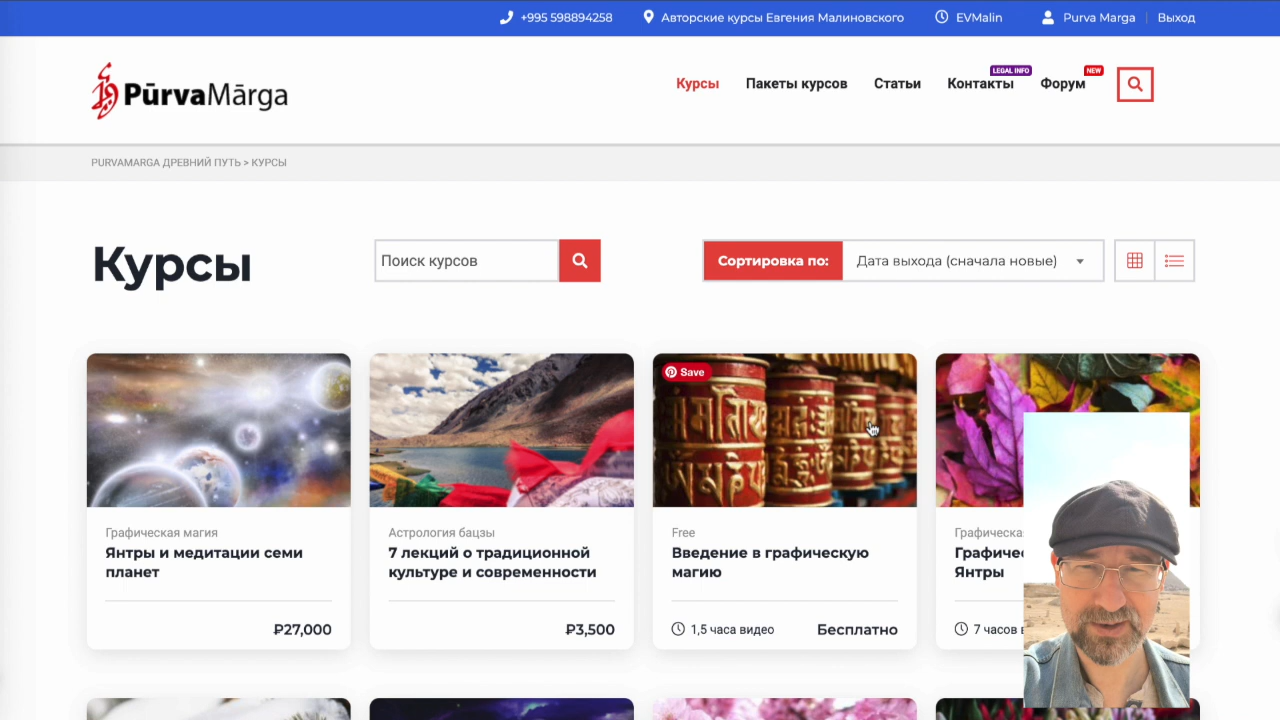 +995 598894258
Авторские курсы Евгения Малиновского
EVMalin
Purva Marga
Выход
PūrvaMārga
Курсы
Пакеты курсов
Статьи
LEGAL INFO
Контакты
NEW
Форум
PURVAMARGA ДРЕВНИЙ ПУТЬ > КУРСЫ
Курсы
Поиск курсов
Сортировка по:
Дата выхода (сначала новые)
Графическая магия
Янтры и медитации семи
планет
₽27,000
Астрология бацзы
7 лекций о традиционной
культуре и современности
₽3,500
Save
Free
Введение в графическую
магию
1,5 часа видео
Бесплатно
Янтры
7 часов